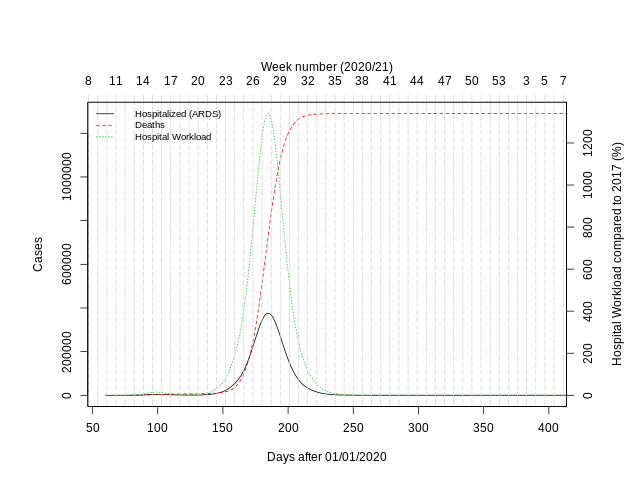 Week number (2020/21)
8 11 14 17 20 23 26 29 32 35 38 41 44 47 50 53 3 5 7
Hospitalized (ARDS)
Deaths
Hospital Workload
Cases
0 200000 600000 1000000
0 200 400 600 800 1000 1200
Hospital Workload compared to 2017 (%)
50 100 150 200 250 300 350 400
Days after 01/01/2020